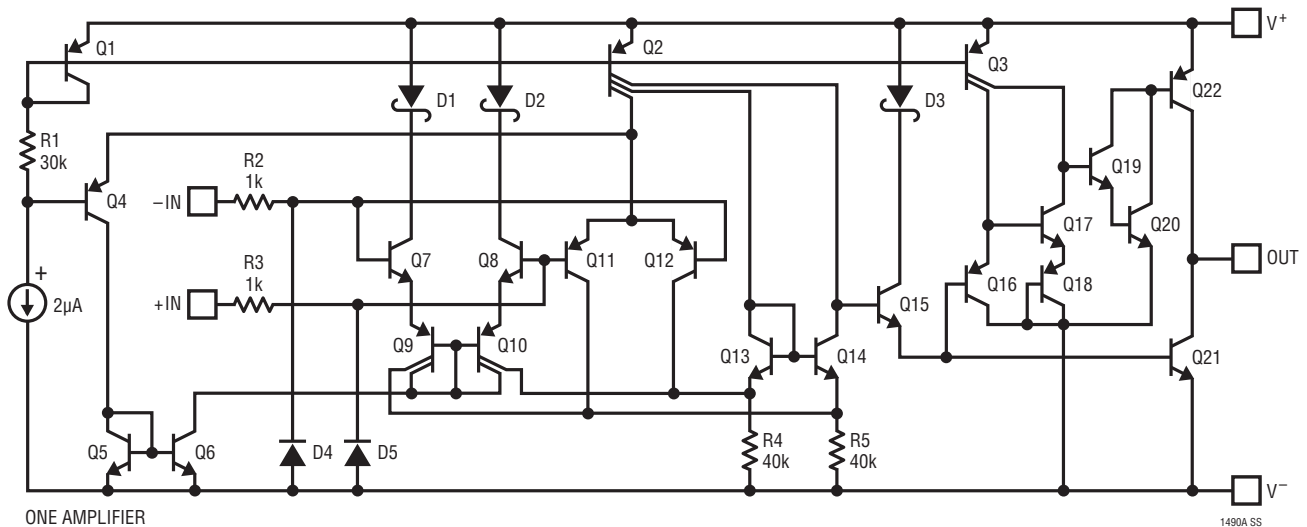 V+
Q1
Q2
Q3
D1
D2
D3
Q22
R1
30k
R2
1k
Q4
–IN
Q19
Q20
Q17
R3
1k
Q7
Q8
Q11
Q12
OUT
+
2µA
+IN
Q16
Q18
Q15
Q9
Q10
Q13
Q14
Q21
Q5
Q6
D4
D5
R4
40k
R5
40k
V–
ONE AMPLIFIER
1490A SS